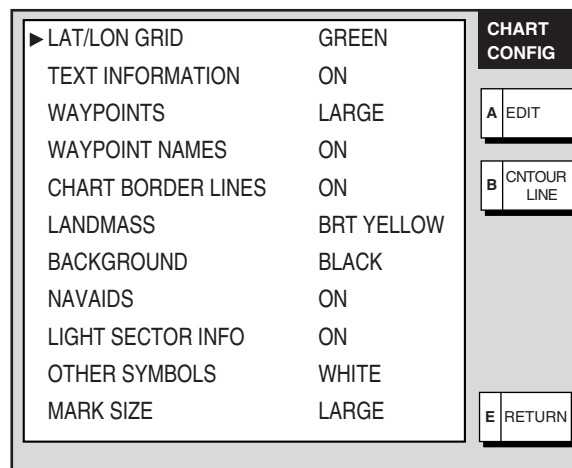 ►LAT/LON GRID GREEN
TEXT INFORMATION ON
WAYPOINTS LARGE
WAYPOINT NAMES ON
CHART BORDER LINES ON
LANDMASS BRT YELLOW
BACKGROUND BLACK
NAVAIDS ON
LIGHT SECTOR INFO ON
OTHER SYMBOLS WHITE
MARK SIZE LARGE
CHART
CONFIG
A EDIT
B CNTOUR
LINE
E RETURN